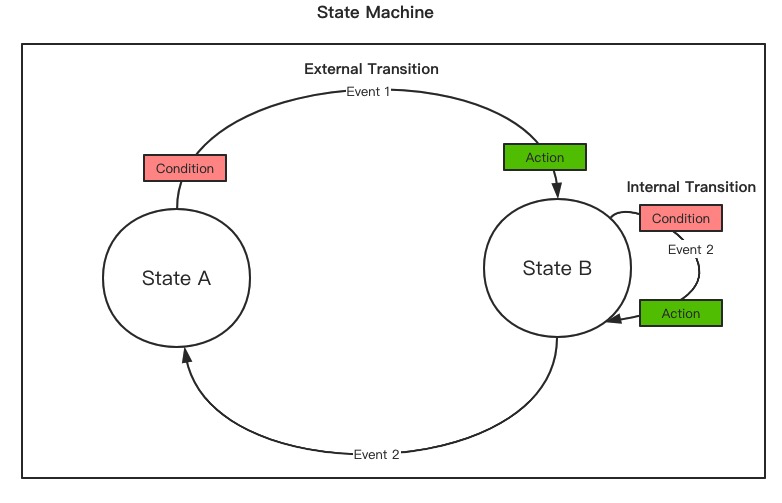 State Machine
External Transition
Event 1
Action
Condition
Internal Transition
Condition
Event 2
State A
State B
Action
Event 2